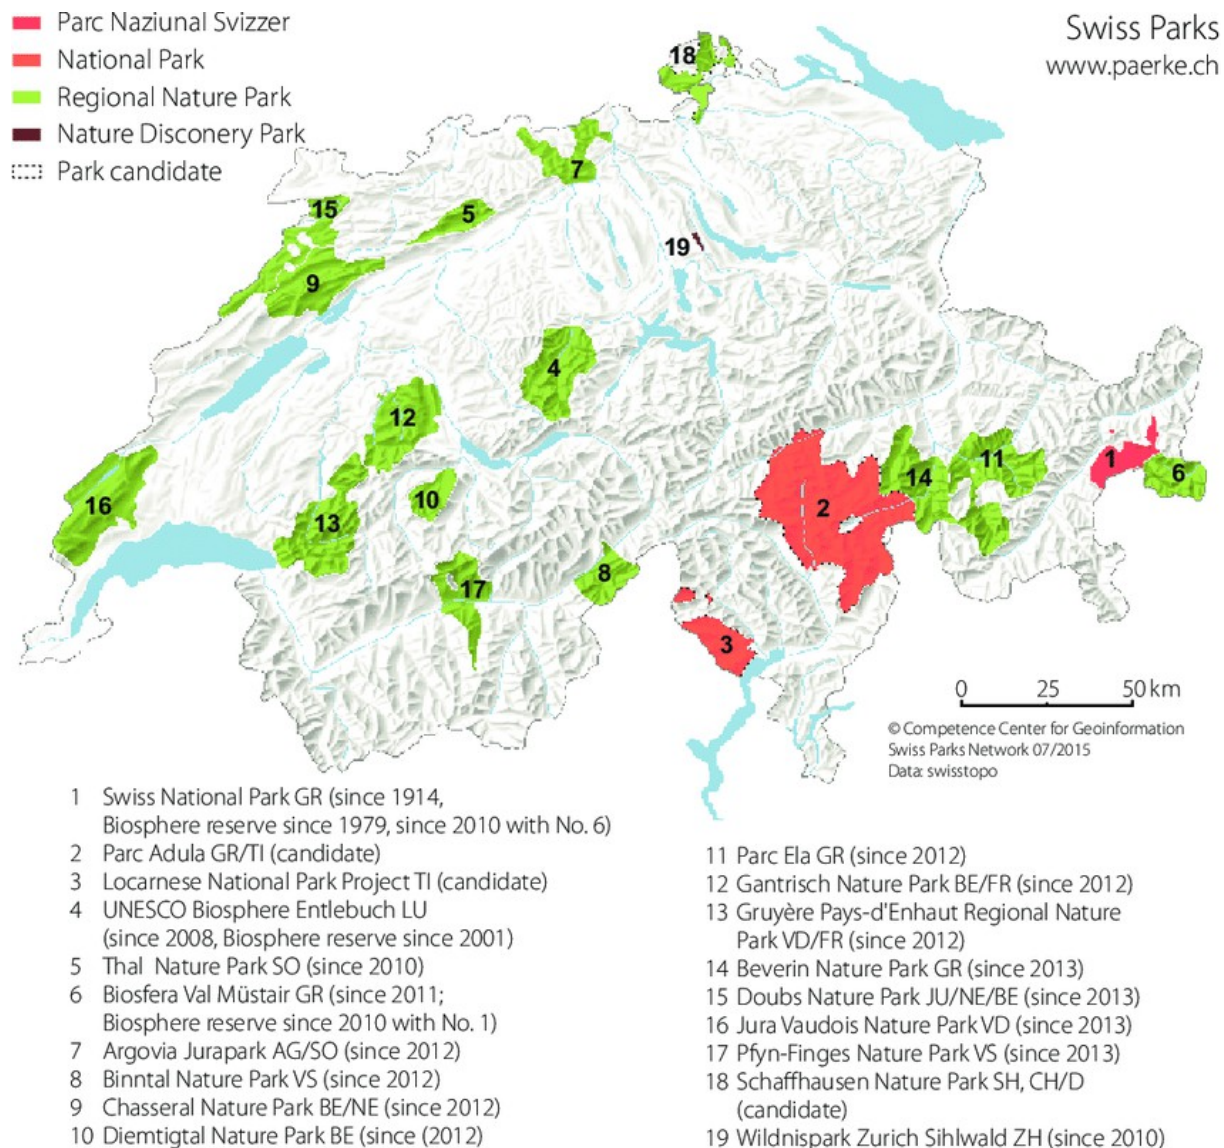 Parc Naziunal Svizzer
National Park
Regional Nature Park
Nature Disconery Park
Park candidate
Swiss Parks
www.paerke.ch
18
7
15
5
19
9
4
12
11
1
6
14
16
10
2
13
8
17
3
0 25 50 km
© Competence Center for Geoinformation
Swiss Parks Network 07/2015
Data: swisstopo
1 Swiss National Park GR (since 1914,
Biosphere reserve since 1979, since 2010 with No. 6)
2 Parc Adula GR/TI (candidate)
3 Locarnese National Park Project TI (candidate)
4 UNESCO Biosphere Entlebuch LU
(since 2008, Biosphere reserve since 2001)
5 Thal Nature Park SO (since 2010)
6 Biosfera Val Müstair GR (since 2011;
Biosphere reserve since 2010 with No. 1)
7 Argovia Jurapark AG/SO (since 2012)
8 Binntal Nature Park VS (since 2012)
9 Chasseral Nature Park BE/NE (since 2012)
10 Diemtigtal Nature Park BE (since (2012)
11 Parc Ela GR (since 2012)
12 Gantrisch Nature Park BE/FR (since 2012)
13 Gruyère Pays-d'Enhaut Regional Nature
Park VD/FR (since 2012)
14 Beverin Nature Park GR (since 2013)
15 Doubs Nature Park JU/NE/BE (since 2013)
16 Jura Vaudois Nature Park VD (since 2013)
17 Pfyn-Finges Nature Park VS (since 2013)
18 Schaffhausen Nature Park SH, CH/D
(candidate)
19 Wildnispark Zurich Sihlwald ZH (since 2010)